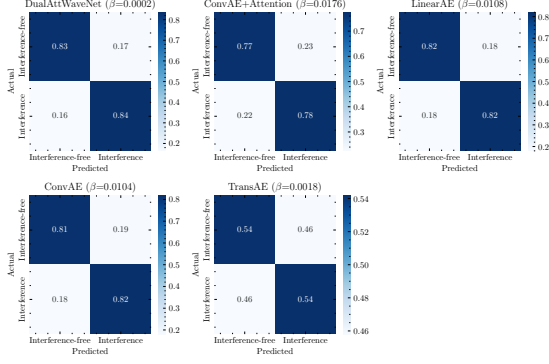 DualAttWaveNet (β=0.0002)
Actual
Interference-free
Interference
0.83
0.17
0.16
0.84
Interference-free
Interference
Predicted
0.8
0.7
0.6
0.5
0.4
0.3
0.2
ConvAE+Attention (β=0.0176)
Actual
Interference-free
Interference
0.77
0.23
0.22
0.78
Interference-free
Interference
Predicted
0.7
0.6
0.5
0.4
0.3
LinearAE (β=0.0108)
Actual
Interference-free
Interference
0.82
0.18
0.18
0.82
Interference-free
Interference
Predicted
0.8
0.7
0.6
0.5
0.4
0.3
0.2
ConvAE (β=0.0104)
Actual
Interference-free
Interference
0.81
0.19
0.18
0.82
Interference-free
Interference
Predicted
0.8
0.7
0.6
0.5
0.4
0.3
0.2
TransAE (β=0.0018)
Actual
Interference-free
Interference
0.54
0.46
0.46
0.54
Interference-free
Interference
Predicted
0.54
0.52
0.50
0.48
0.46